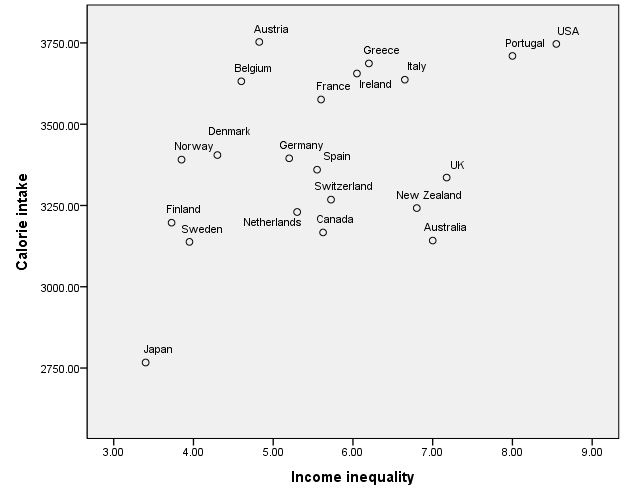 USA
Austria
3750.00
Greece
Portugal
Italy
Belgium
France
Ireland
3500.00
Denmark
Norway
Germany
Spain
UK
Switzerland
New Zealand
3250.00
Finland
Netherlands
Canada
Sweden
Australia
Calorie intake
3000.00
Japan
2750.00
3.00 4.00 5.00 6.00 7.00 8.00 9.00
Income inequality